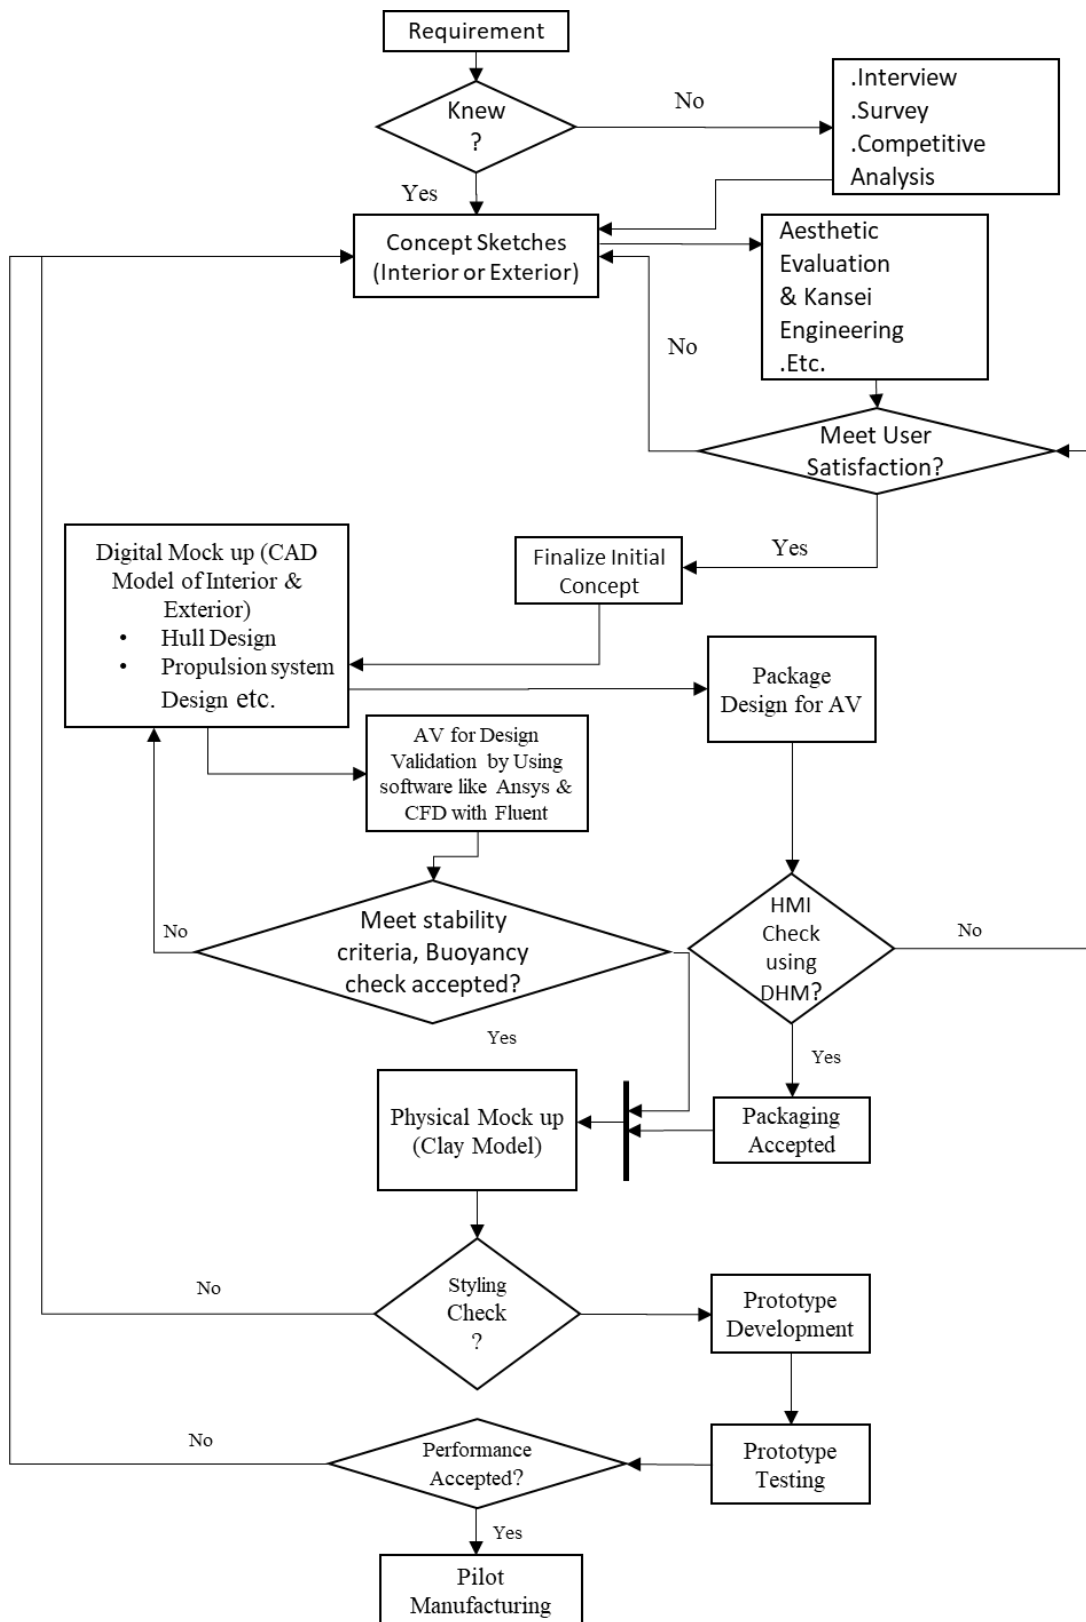 Requirement
Knew
?
No
.Interview
.Survey
.Competitive
Analysis
Yes
Concept Sketches
(Interior or Exterior)
Aesthetic
Evaluation
& Kansei
Engineering
.Etc.
No
Meet User
Satisfaction?
Yes
Finalize Initial
Concept
Digital Mock up (CAD
Model of Interior &
Exterior)
• Hull Design
• Propulsion system
Design etc.
Package
Design for AV
AV for Design
Validation by Using
software like Ansys &
CFD with Fluent
Meet stability
criteria, Buoyancy
check accepted?
No
Yes
HMI
Check
using
DHM?
No
Yes
Physical Mock up
(Clay Model)
Packaging
Accepted
Styling
Check
?
No
Prototype
Development
Prototype
Testing
Performance
Accepted?
No
Yes
Pilot
Manufacturing